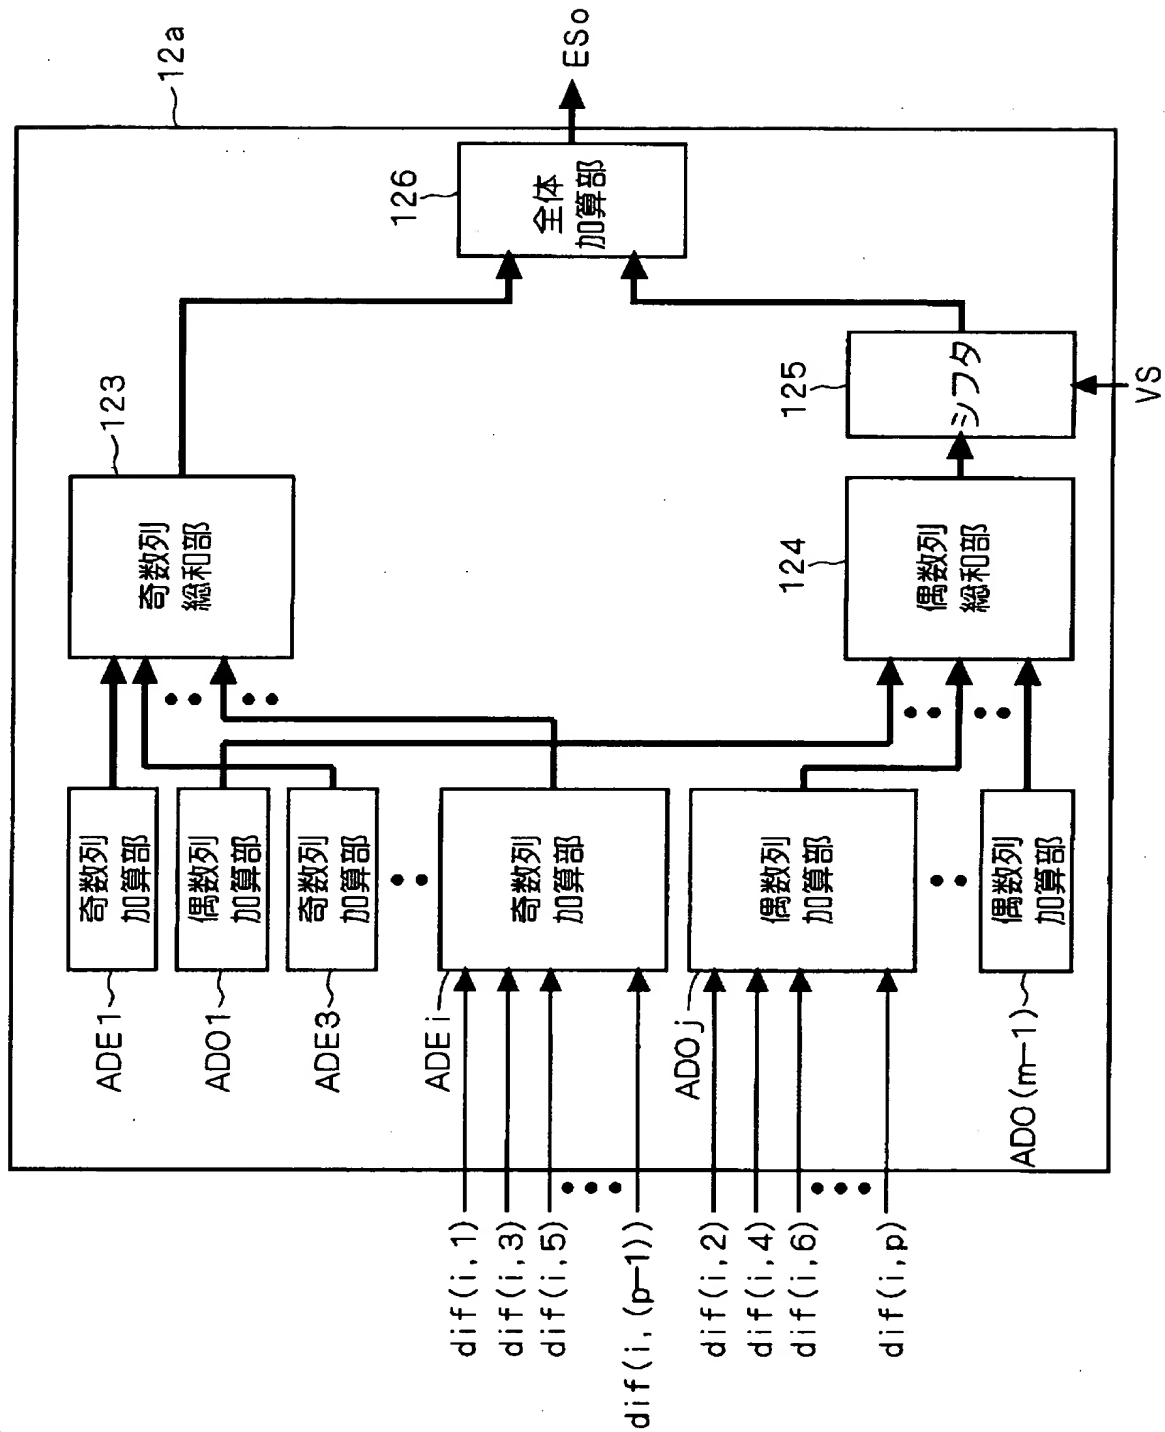 12a
ESo
126
全体
加算部
123
奇数列
総和部
125
シフタ
VS
124
偶数列
総和部
奇数列
加算部
ADE1
偶数列
加算部
ADO1
奇数列
加算部
ADE3
奇数列
加算部
ADEi
偶数列
加算部
ADOj
偶数列
加算部
ADO(m-1)
dif(i,1)
dif(i,3)
dif(i,5)
dif(i,(p-1))
dif(i,2)
dif(i,4)
dif(i,6)
dif(i,p)